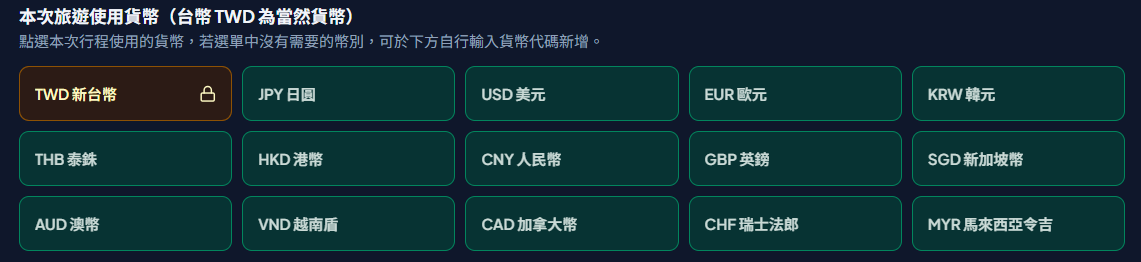 本次旅遊使用貨幣（台幣 TWD 為當然貨幣）
點選本次行程使用的貨幣，若選單中沒有需要的幣別，可於下方自行輸入貨幣代碼新增。
TWD 新台幣
JPY 日圓
USD 美元
EUR 歐元
KRW 韓元
THB 泰銖
HKD 港幣
CNY 人民幣
GBP 英鎊
SGD 新加坡幣
AUD 澳幣
VND 越南盾
CAD 加拿大幣
CHF 瑞士法郎
MYR 馬來西亞令吉